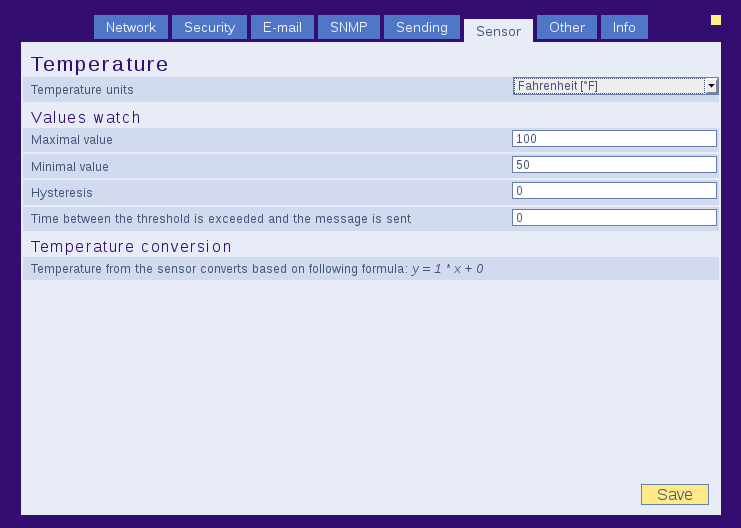 Network Security E-mail SNMP Sending Sensor Other Info
Temperature
Temperature units Fahrenheit [°F]
Values watch
Maximal value 100
Minimal value 50
Hysteresis 0
Time between the threshold is exceeded and the message is sent 0
Temperature conversion
Temperature from the sensor converts based on following formula: y = 1 * x + 0
Save